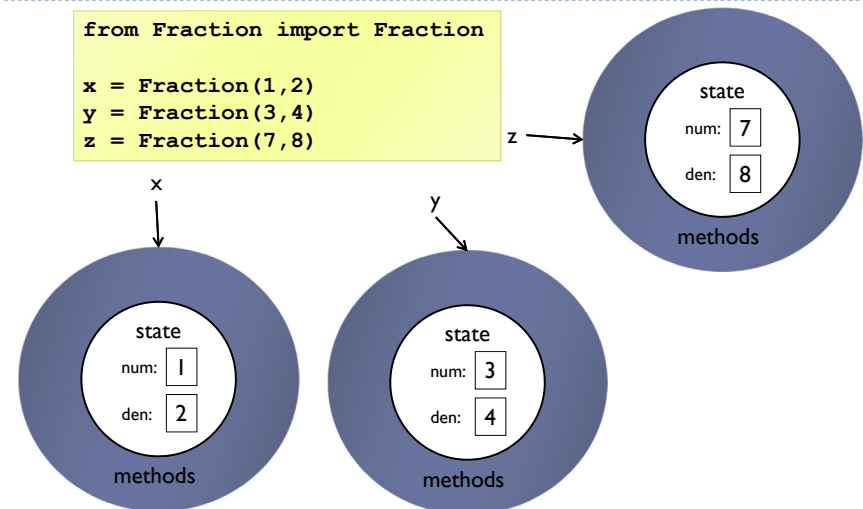 from Fraction import Fraction
x = Fraction(1,2)
y = Fraction(3,4)
z = Fraction(7,8)
z
state
num: 7
den: 8
methods
x
state
num: 1
den: 2
methods
y
state
num: 3
den: 4
methods